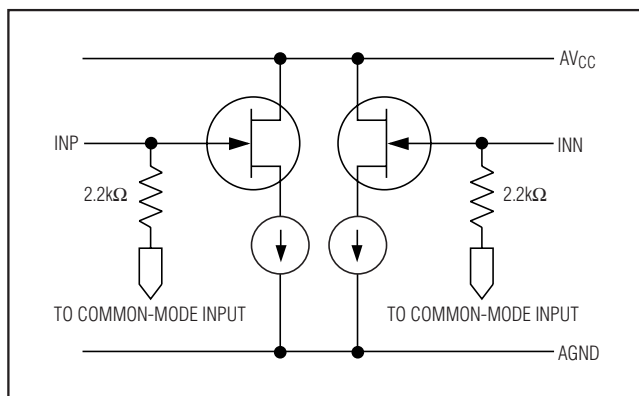 AVCC
INP
INN
2.2kΩ
2.2kΩ
TO COMMON-MODE INPUT
TO COMMON-MODE INPUT
AGND